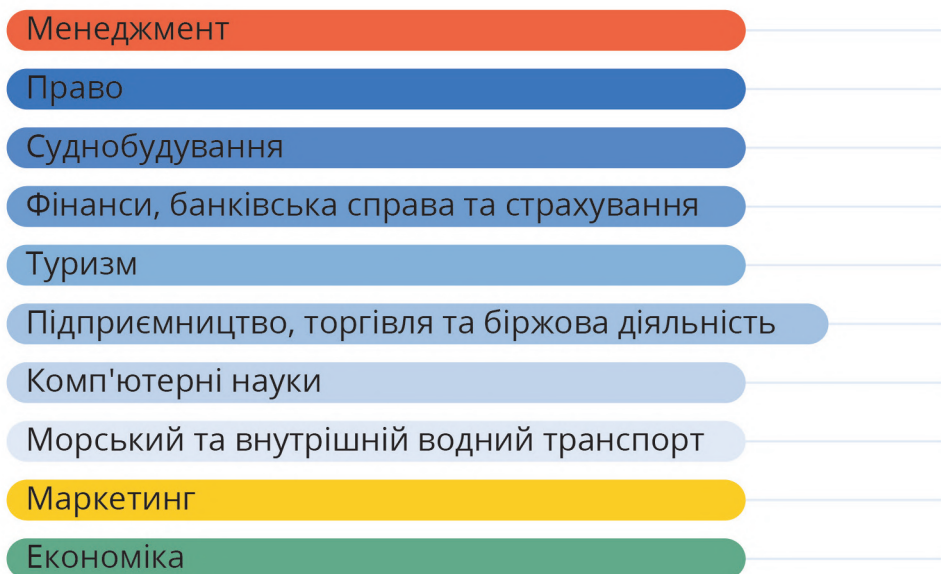 Менеджмент
Право
Суднобудування
Фінанси, банківська справа та страхування
Туризм
Підприємництво, торгівля та біржова діяльність
Комп'ютерні науки
Морський та внутрішній водний транспорт
Маркетинг
Економіка